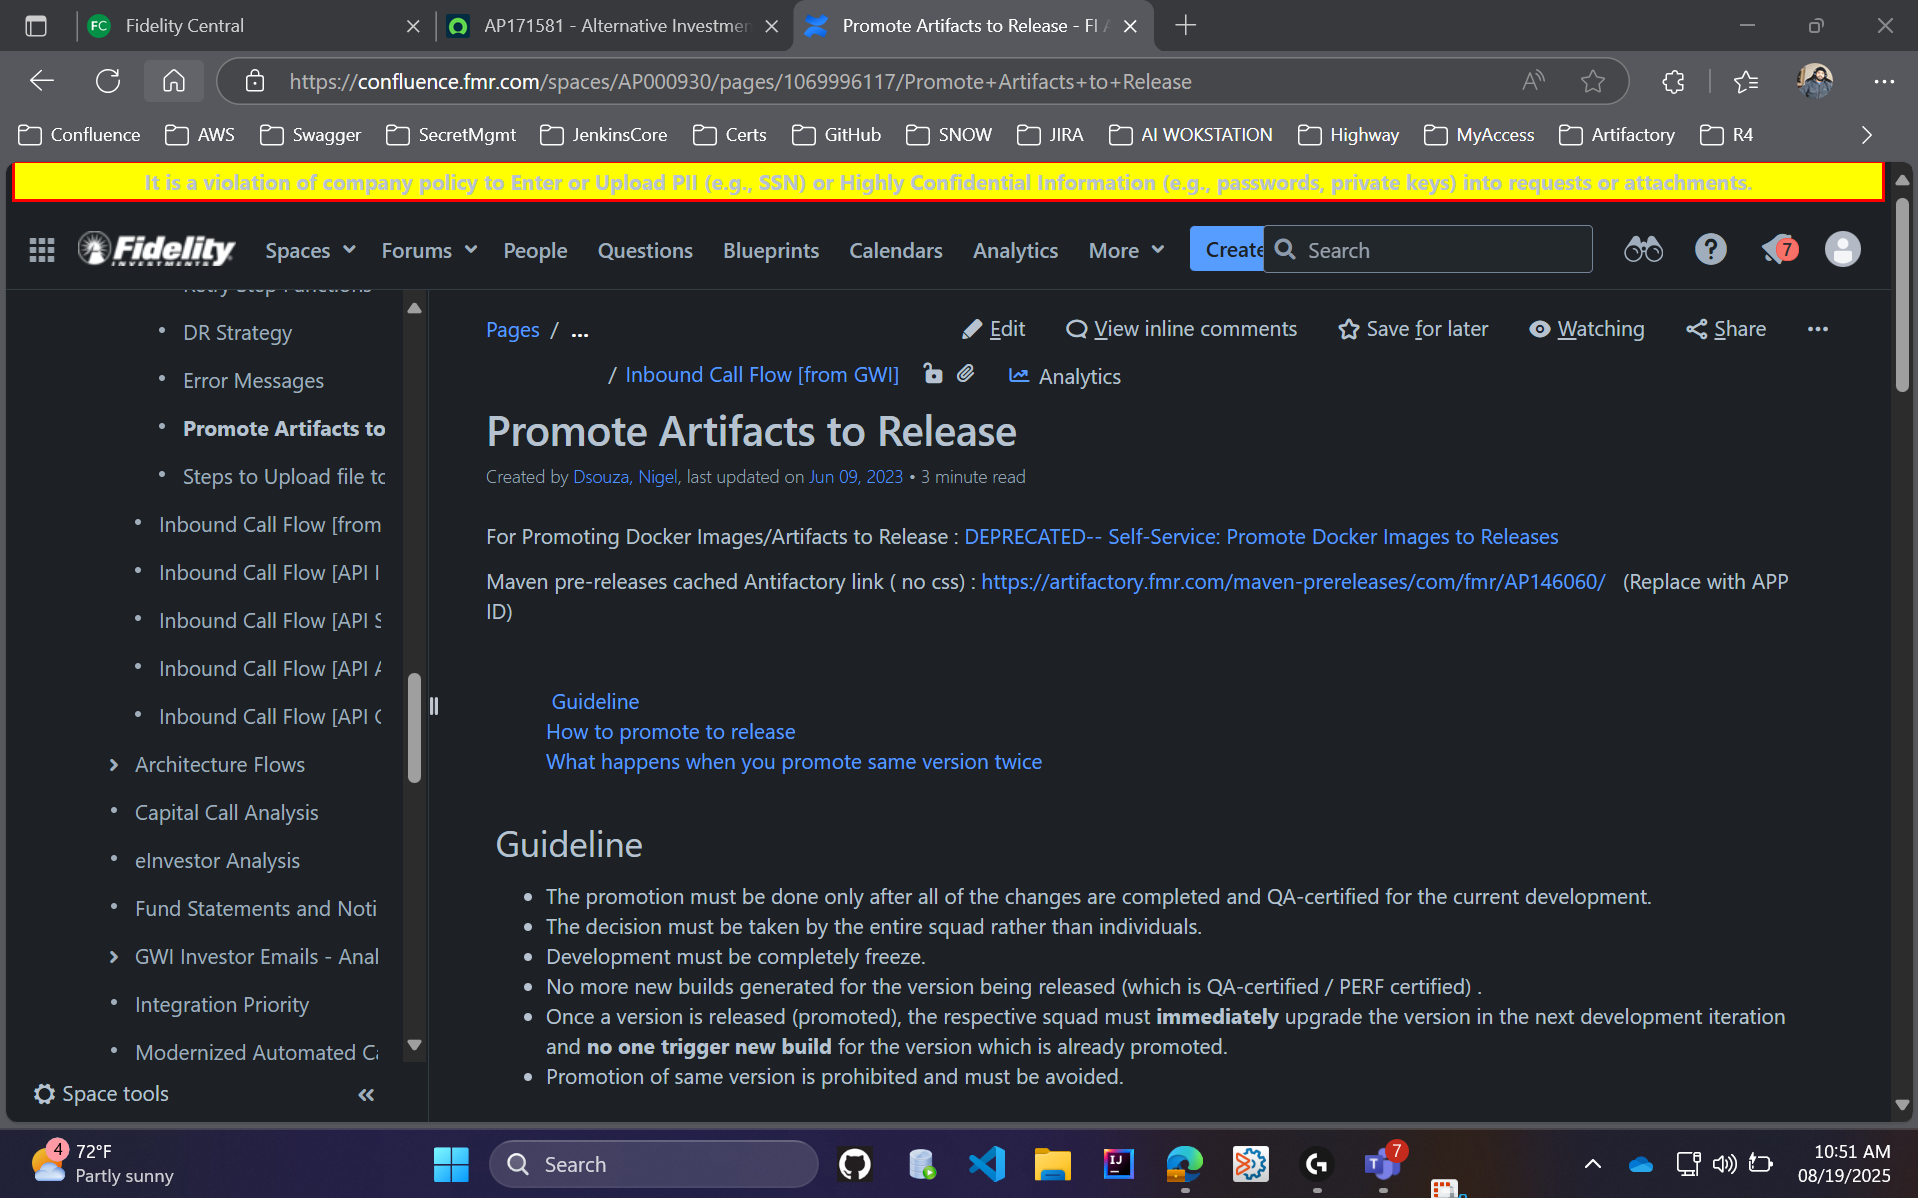 FC Fidelity Central
AP171581 - Alternative Investmen
Promote Artifacts to Release - FI A
https://confluence.fmr.com/spaces/AP000930/pages/1069996117/Promote+Artifacts+to+Release
Confluence AWS Swagger SecretMgmt JenkinsCore Certs GitHub SNOW JIRA AI WOKSTATION Highway MyAccess Artifactory R4
It is a violation of company policy to Enter or Upload PII (e.g., SSN) or Highly Confidential Information (e.g., passwords, private keys) into requests or attachments.
Fidelity INVESTMENTS Spaces Forums People Questions Blueprints Calendars Analytics More Create Search 7
Retry Stop Functions
DR Strategy
Error Messages
Promote Artifacts to
Steps to Upload file to
Inbound Call Flow [from
Inbound Call Flow [API I
Inbound Call Flow [API S
Inbound Call Flow [API A
Inbound Call Flow [API C
Architecture Flows
Capital Call Analysis
eInvestor Analysis
Fund Statements and Noti
GWI Investor Emails - Anal
Integration Priority
Modernized Automated Ca
Space tools
Pages / ... Edit View inline comments Save for later Watching Share
/ Inbound Call Flow [from GWI] Analytics
Promote Artifacts to Release
Created by Dsouza, Nigel, last updated on Jun 09, 2023 • 3 minute read
For Promoting Docker Images/Artifacts to Release : DEPRECATED-- Self-Service: Promote Docker Images to Releases
Maven pre-releases cached Antifactory link ( no css) : https://artifactory.fmr.com/maven-prereleases/com/fmr/AP146060/ (Replace with APP
ID)
Guideline
How to promote to release
What happens when you promote same version twice
Guideline
• The promotion must be done only after all of the changes are completed and QA-certified for the current development.
• The decision must be taken by the entire squad rather than individuals.
• Development must be completely freeze.
• No more new builds generated for the version being released (which is QA-certified / PERF certified) .
• Once a version is released (promoted), the respective squad must immediately upgrade the version in the next development iteration
and no one trigger new build for the version which is already promoted.
• Promotion of same version is prohibited and must be avoided.
4 72°F
Partly sunny
Search
7
10:51 AM
08/19/2025